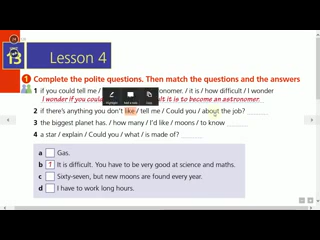 13
Lesson 4
1 Complete the polite questions. Then match the questions and the answers
1 if you could tell me / onomer. / it is / how difficult / I wonder
I wonder if you could ult it is to become an astronomer.
Highlight Add a note Copy
2 if there's anything you don't like / tell me / Could you / about the job?
3 the biggest planet has. / how many / I'd like / moons / to know
4 a star / explain / Could you / what / is made of?
a Gas.
b 1 It is difficult. You have to be very good at science and maths.
c Sixty-seven, but new moons are found every year.
d I have to work long hours.